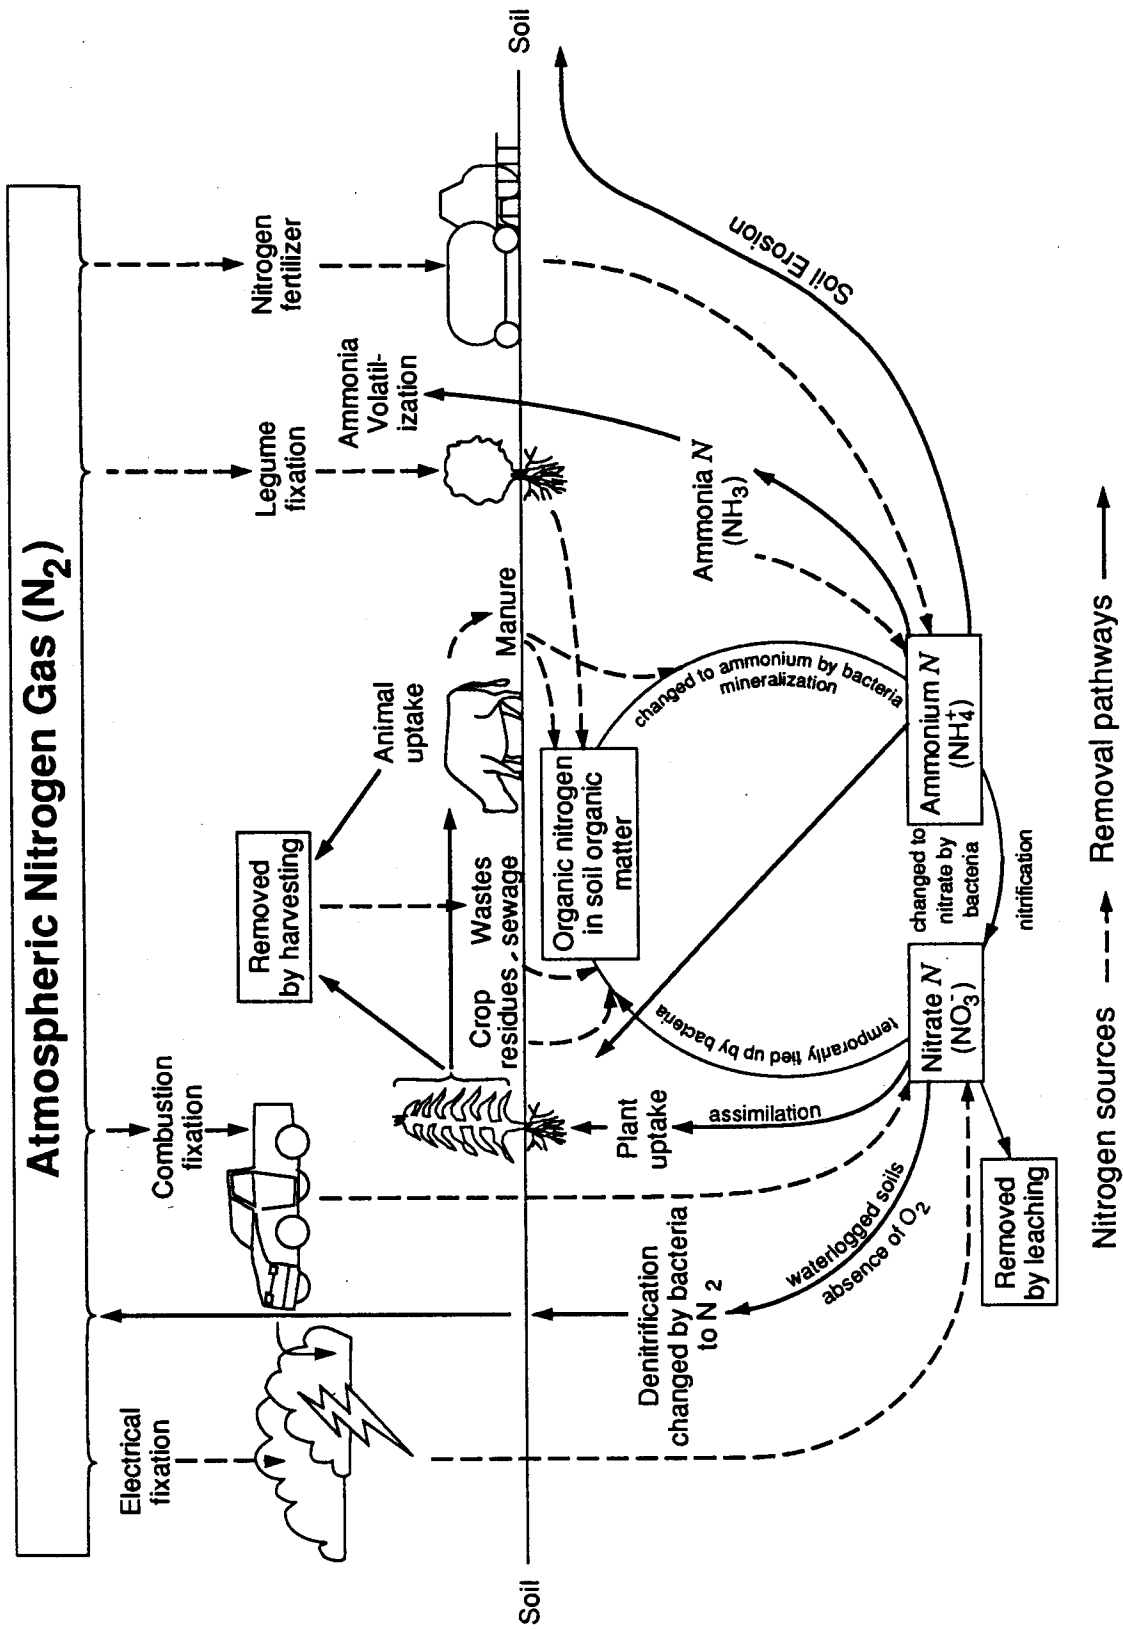 Atmospheric Nitrogen Gas (N₂)
Electrical
fixation
Combustion
fixation
Removed
by harvesting
Animal
uptake
Legume
fixation
Nitrogen
fertilizer
Ammonia
Volatil-
ization
Crop
residues
Wastes
sewage
Manure
Soil
Soil
Organic nitrogen
in soil organic
matter
Plant
uptake
assimilation
Denitrification
changed by bacteria
to N ₂
waterlogged soils
absence of O₂
temporarily tied up by bacteria
changed to ammonium by bacteria
mineralization
Ammonia N
(NH₃)
Soil Erosion
Nitrate N
(NO₃⁻)
changed to
nitrate by
bacteria
Ammonium N
(NH₄⁺)
nitrification
Removed
by leaching
Nitrogen sources
Removal pathways